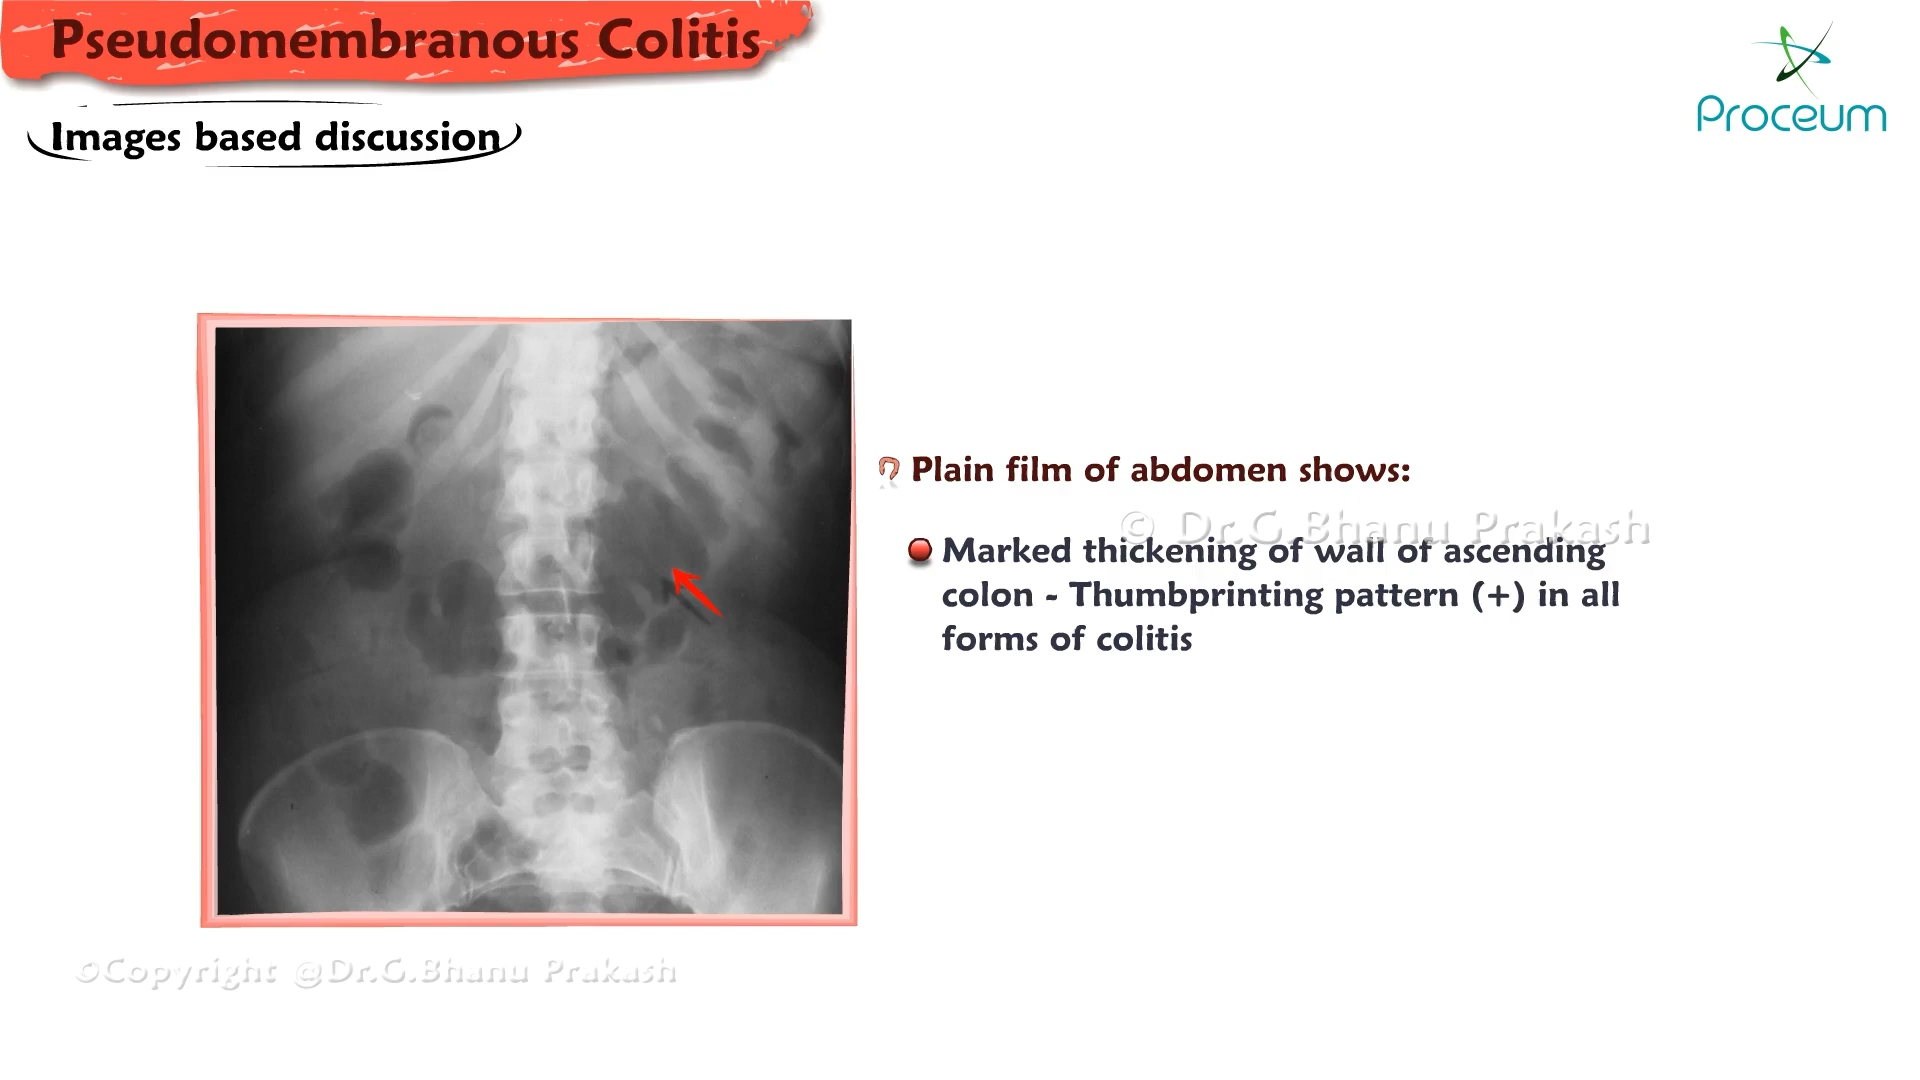 Pseudomembranous Colitis
Proceum
Images based discussion
Plain film of abdomen shows:
© Dr.G.Bhanu Prakash
Marked thickening of wall of ascending
colon - Thumbprinting pattern (+) in all
forms of colitis
©Copyright @Dr.G.Bhanu Prakash